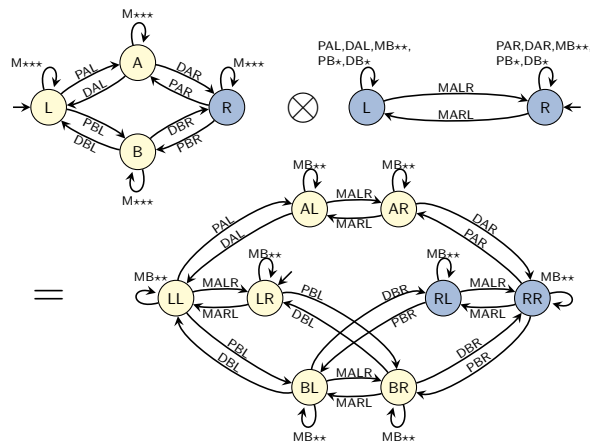 M⋆⋆⋆
M⋆⋆⋆ PAL A DAR M⋆⋆⋆
DAL PAR
L R
PBL DBR
DBL B PBR
M⋆⋆⋆
⊗
PAL,DAL,MB⋆⋆,
PB⋆,DB⋆
PAR,DAR,MB⋆⋆,
PB⋆,DB⋆
L MALR R
MARL
=
MB⋆⋆ MB⋆⋆
AL MALR AR
MARL
PAL DAR
DAL PAR
MB⋆⋆ MB⋆⋆
MB⋆⋆ LL MALR LR PBL DBR RL MALR RR MB⋆⋆
MARL DBL PBR MARL
PBL DBR
DBL PBR
BL MALR BR
MARL
MB⋆⋆ MB⋆⋆